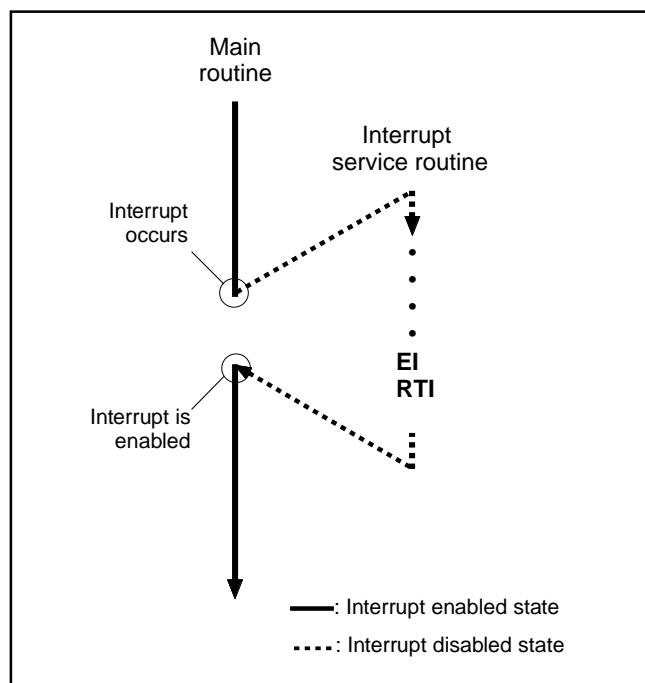 Main
routine
Interrupt
service routine
Interrupt
occurs
EI
RTI
Interrupt is
enabled
: Interrupt enabled state
: Interrupt disabled state